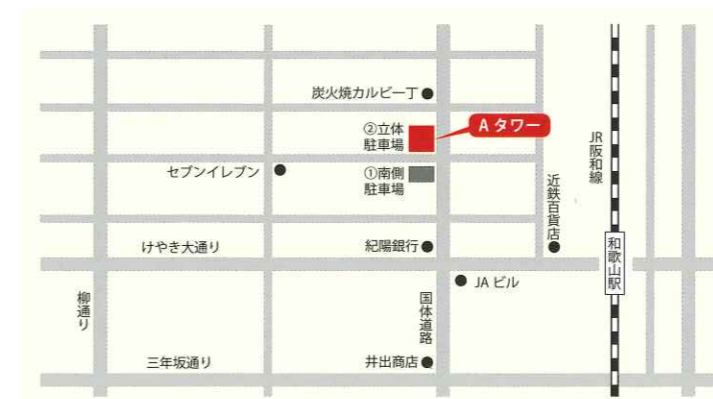 炭火焼カルビ一丁
②立体
駐車場
Aタワー
JR阪和線
セブンイレブン
①南側
駐車場
近鉄百貨店
けやき大通り
紀陽銀行
和歌山駅
JAビル
柳通り
国体道路
三年坂通り
井出商店